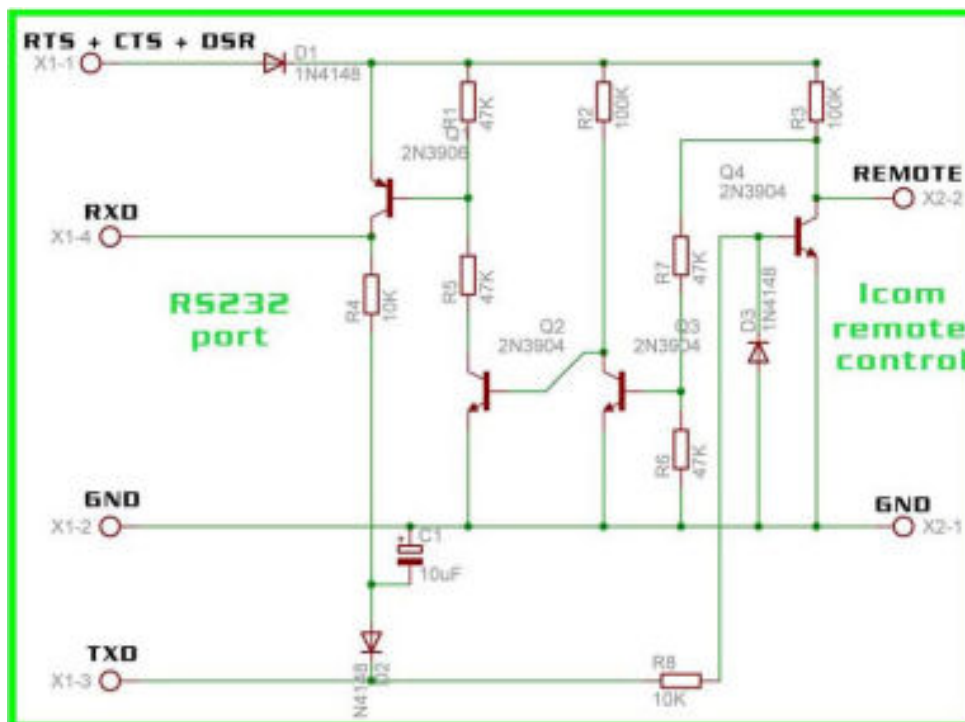 RTS + CTS + DSR
X1-1
D1
1N4148
R1
47K
R2
100K
R3
100K
2N3906
Q4
2N3904
REMOTE
X2-2
RXD
X1-4
R4
10K
R5
47K
R7
47K
D3
1N4148
RS232
port
Icom
remote
control
Q2
2N3904
Q3
2N3904
R6
47K
GND
X1-2
GND
X2-1
C1
10uF
TXD
X1-3
N4148
D2
R8
10K